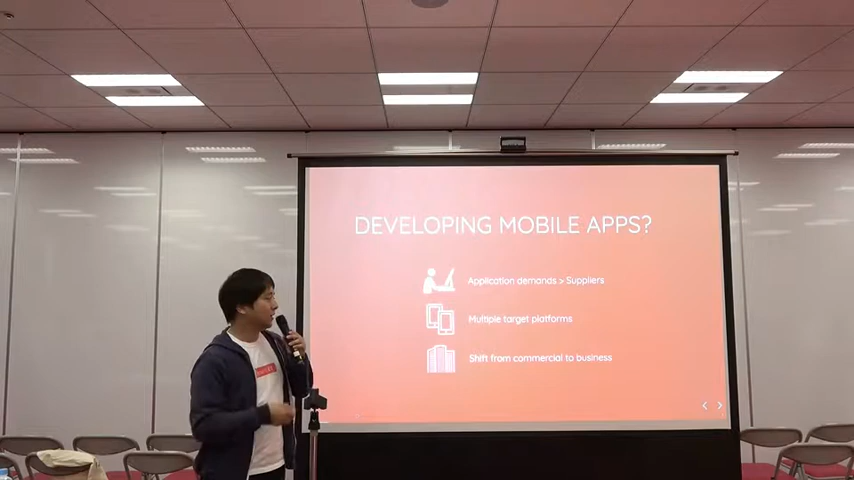 DEVELOPING MOBILE APPS?
Application demands > Suppliers
Multiple target platforms
Shift from commercial to business